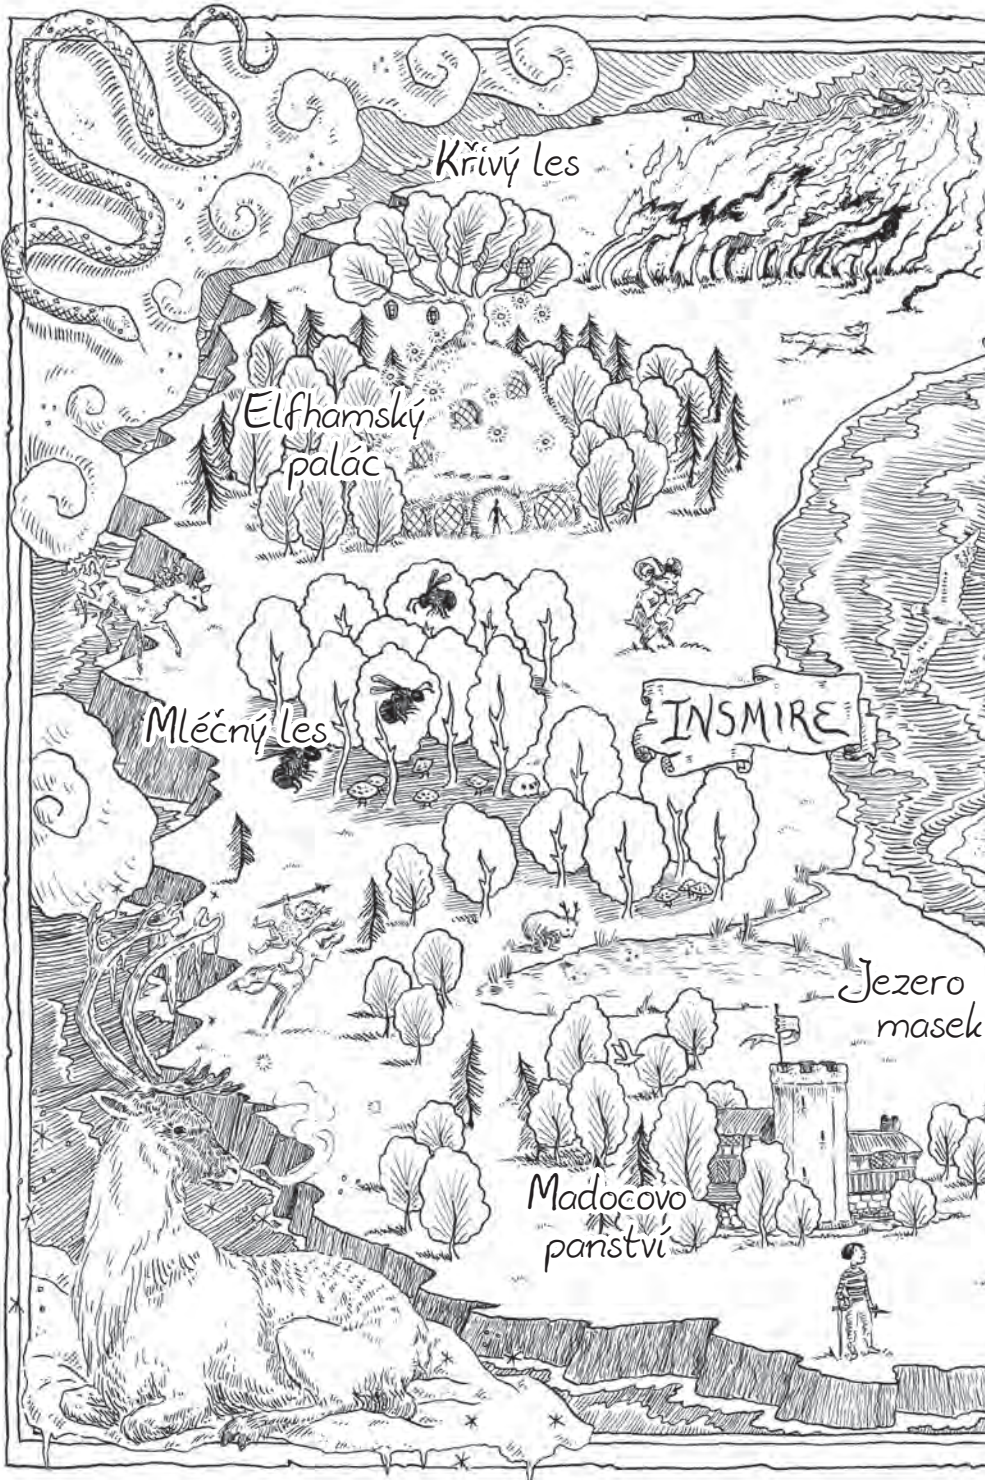 Křivý les
Elfhamský
palác
Mléčný les
INSMIRE
Jezero
masek
Madocovo
panství